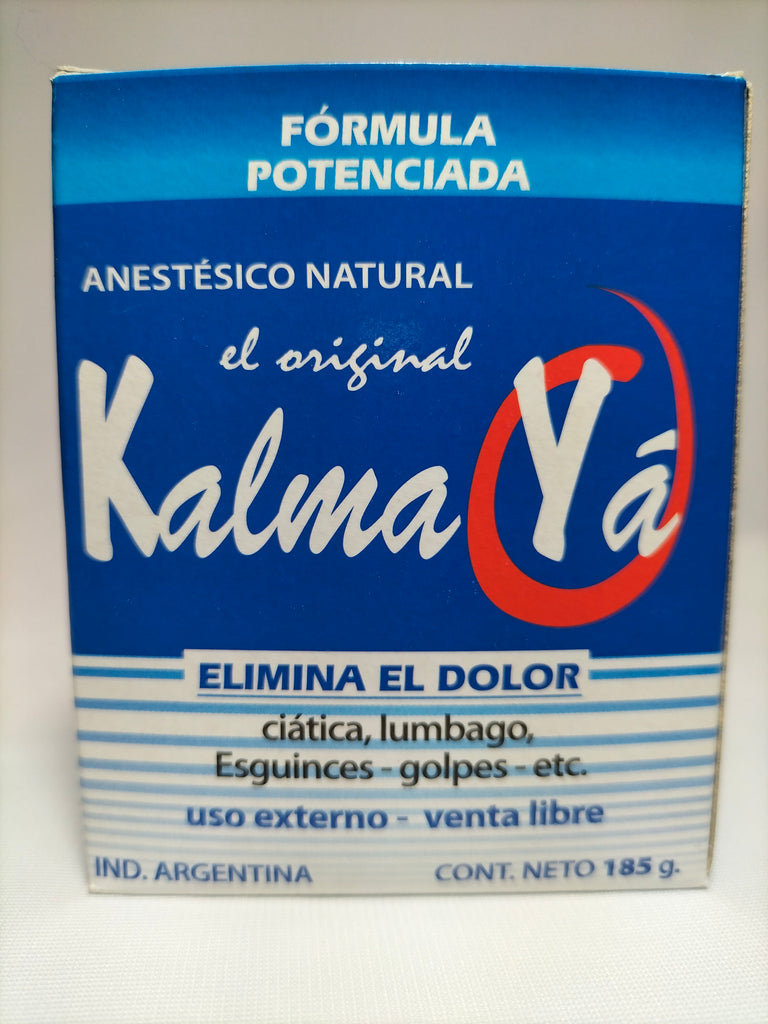 FÓRMULA
POTENCIADA
ANESTÉSICO NATURAL
el original
Kalma Yá
ELIMINA EL DOLOR
ciática, lumbago,
Esguinces - golpes - etc.
uso externo - venta libre
IND. ARGENTINA CONT. NETO 185 g.